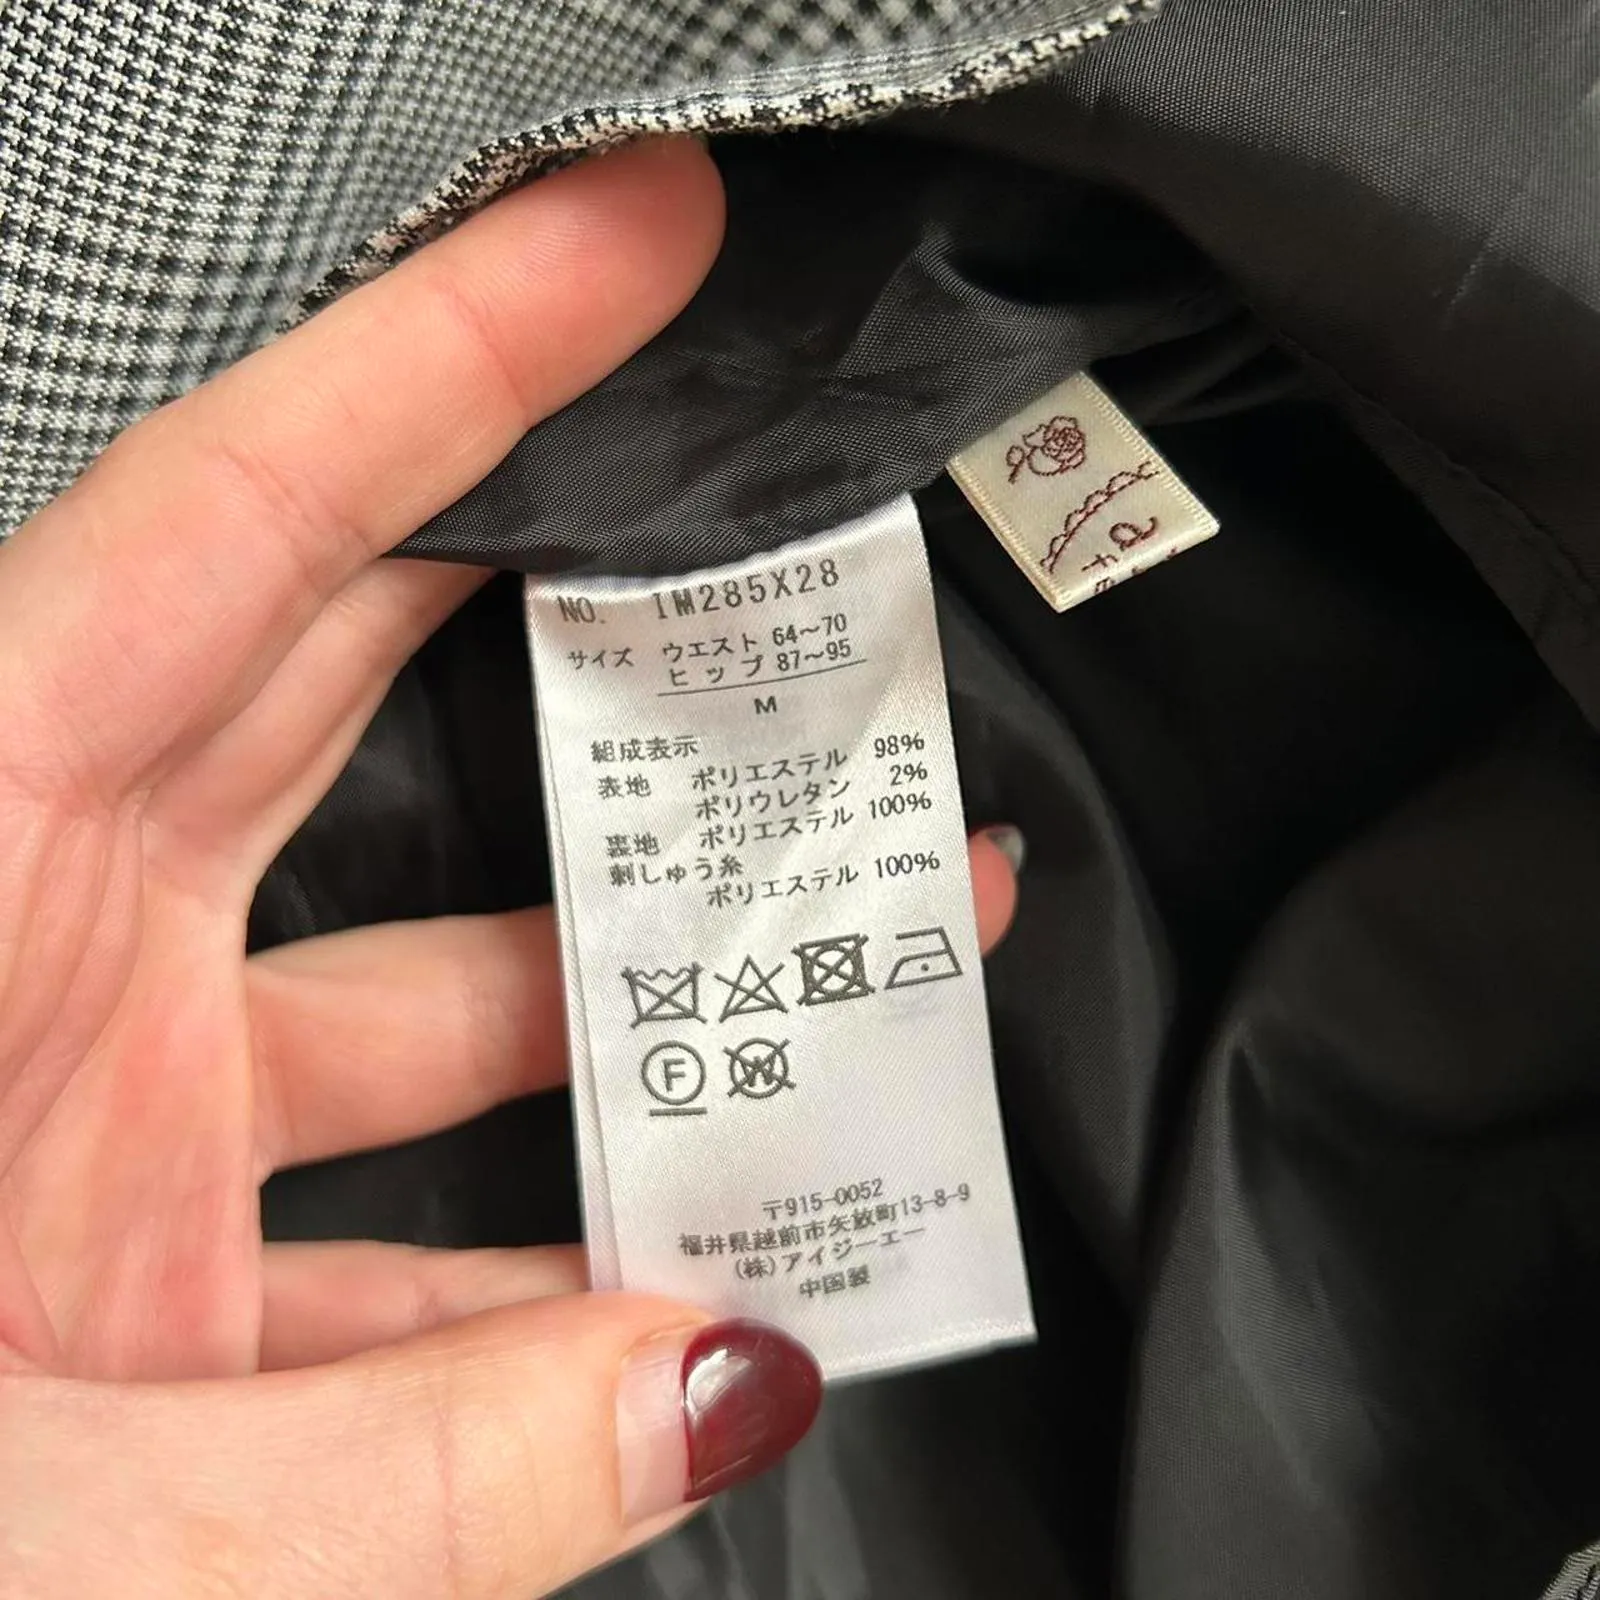 NO. IM285X28
サイズ ウエスト 64～70
ヒップ 87～95
M
組成表示
表地 ポリエステル 98%
ポリウレタン 2%
裏地 ポリエステル 100%
刺しゅう糸
ポリエステル 100%
F
W
〒915-0052
福井県越前市矢放町13-8-9
(株)アイジーエー
中国製